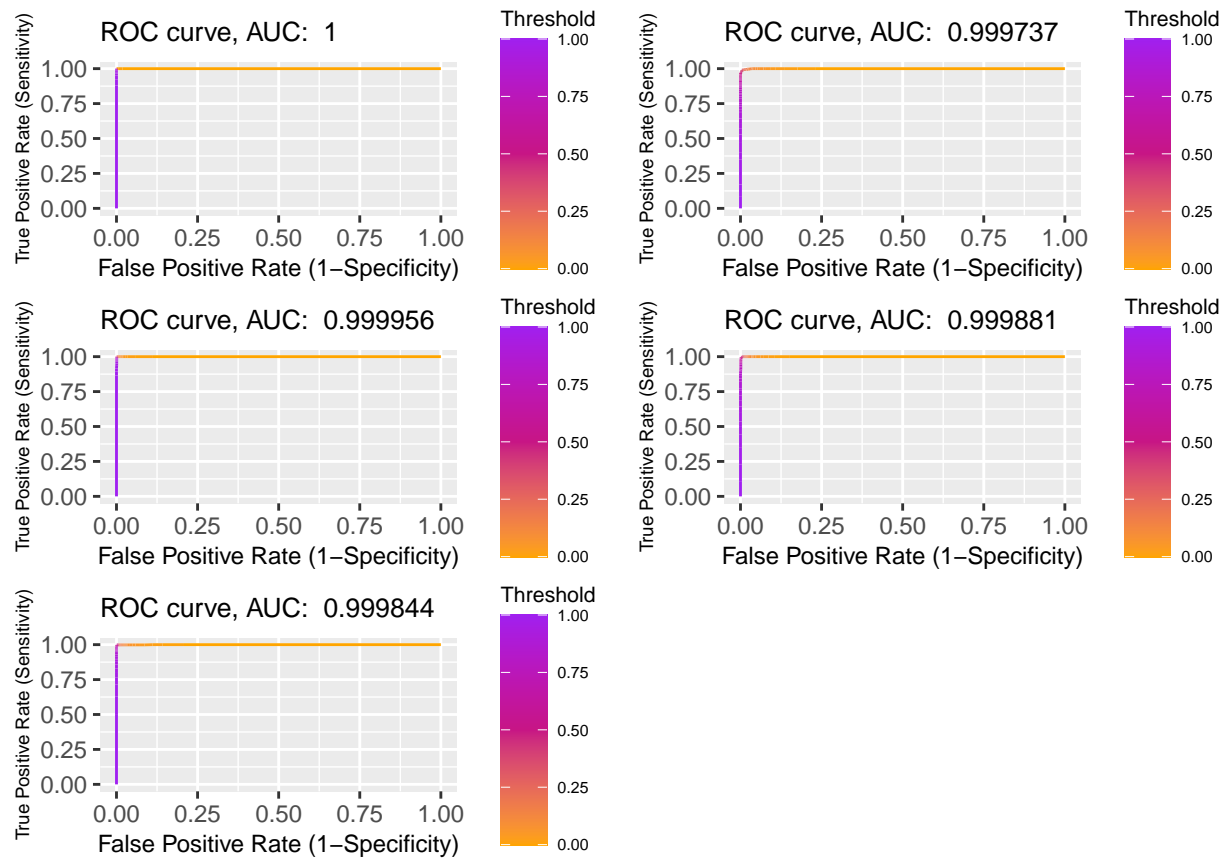 ROC curve, AUC:  1
True Positive Rate (Sensitivity)
1.00
0.75
0.50
0.25
0.00
0.00 0.25 0.50 0.75 1.00
False Positive Rate (1−Specificity)
Threshold
1.00
0.75
0.50
0.25
0.00
ROC curve, AUC:  0.999737
True Positive Rate (Sensitivity)
1.00
0.75
0.50
0.25
0.00
0.00 0.25 0.50 0.75 1.00
False Positive Rate (1−Specificity)
Threshold
1.00
0.75
0.50
0.25
0.00
ROC curve, AUC:  0.999956
True Positive Rate (Sensitivity)
1.00
0.75
0.50
0.25
0.00
0.00 0.25 0.50 0.75 1.00
False Positive Rate (1−Specificity)
Threshold
1.00
0.75
0.50
0.25
0.00
ROC curve, AUC:  0.999881
True Positive Rate (Sensitivity)
1.00
0.75
0.50
0.25
0.00
0.00 0.25 0.50 0.75 1.00
False Positive Rate (1−Specificity)
Threshold
1.00
0.75
0.50
0.25
0.00
ROC curve, AUC:  0.999844
True Positive Rate (Sensitivity)
1.00
0.75
0.50
0.25
0.00
0.00 0.25 0.50 0.75 1.00
False Positive Rate (1−Specificity)
Threshold
1.00
0.75
0.50
0.25
0.00